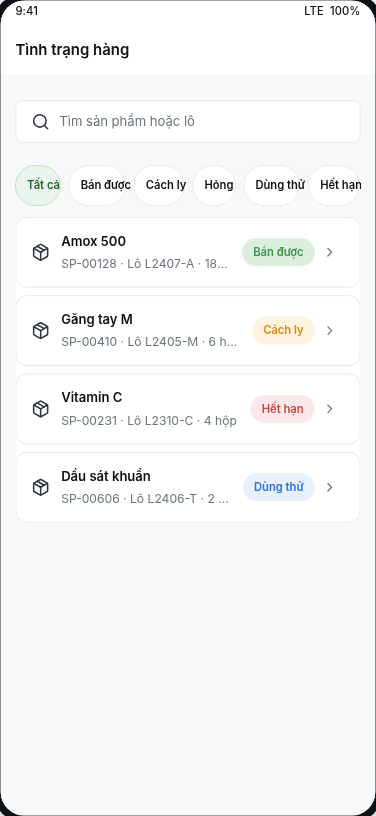 9:41 LTE 100%
Tình trạng hàng
Tìm sản phẩm hoặc lô
Tất cả Bán được Cách ly Hỏng Dùng thử Hết hạn
Amox 500
SP-00128 · Lô L2407-A · 18...
Bán được
Găng tay M
SP-00410 · Lô L2405-M · 6 h...
Cách ly
Vitamin C
SP-00231 · Lô L2310-C · 4 hộp
Hết hạn
Dầu sát khuẩn
SP-00606 · Lô L2406-T · 2 ...
Dùng thử